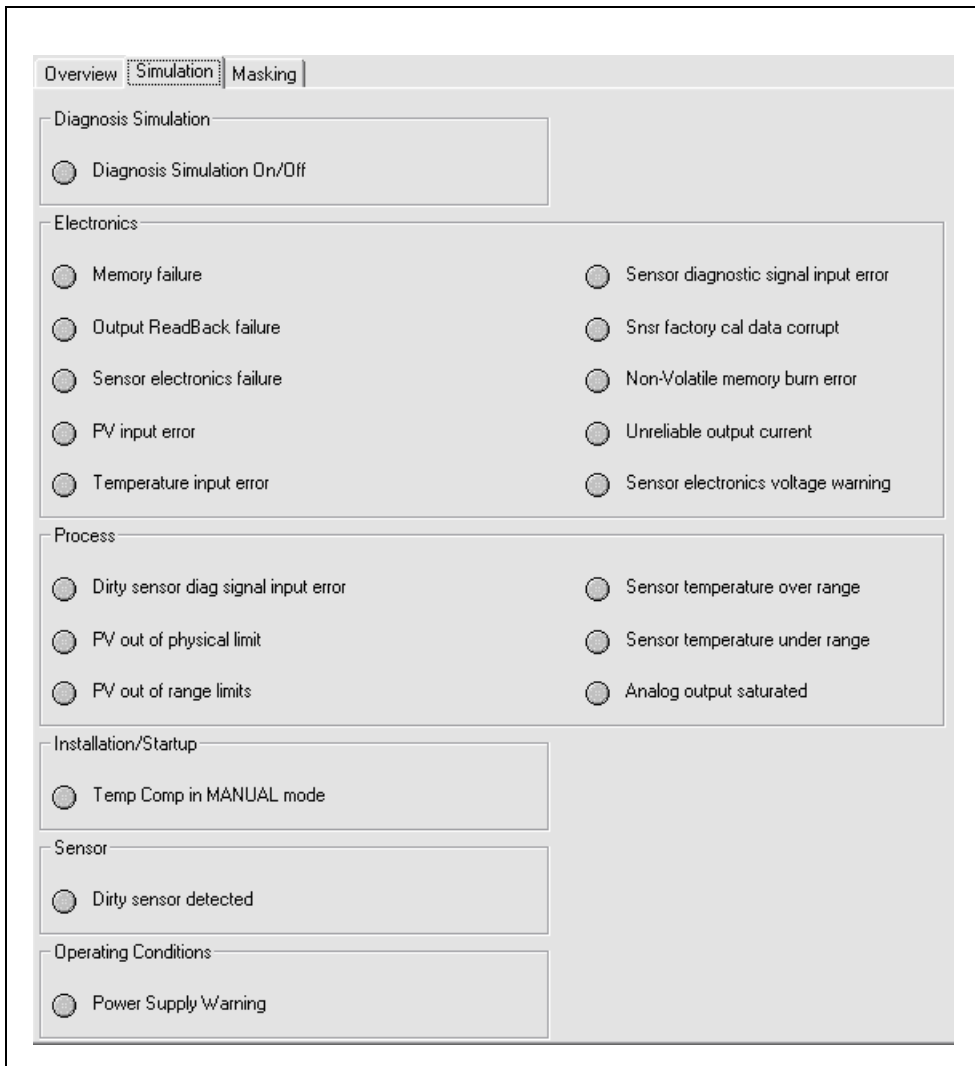 Overview Simulation Masking
Diagnosis Simulation
Diagnosis Simulation On/Off
Electronics
Memory failure
Output ReadBack failure
Sensor electronics failure
PV input error
Temperature input error
Sensor diagnostic signal input error
Snsr factory cal data corrupt
Non-Volatile memory burn error
Unreliable output current
Sensor electronics voltage warning
Process
Dirty sensor diag signal input error
PV out of physical limit
PV out of range limits
Sensor temperature over range
Sensor temperature under range
Analog output saturated
Installation/Startup
Temp Comp in MANUAL mode
Sensor
Dirty sensor detected
Operating Conditions
Power Supply Warning